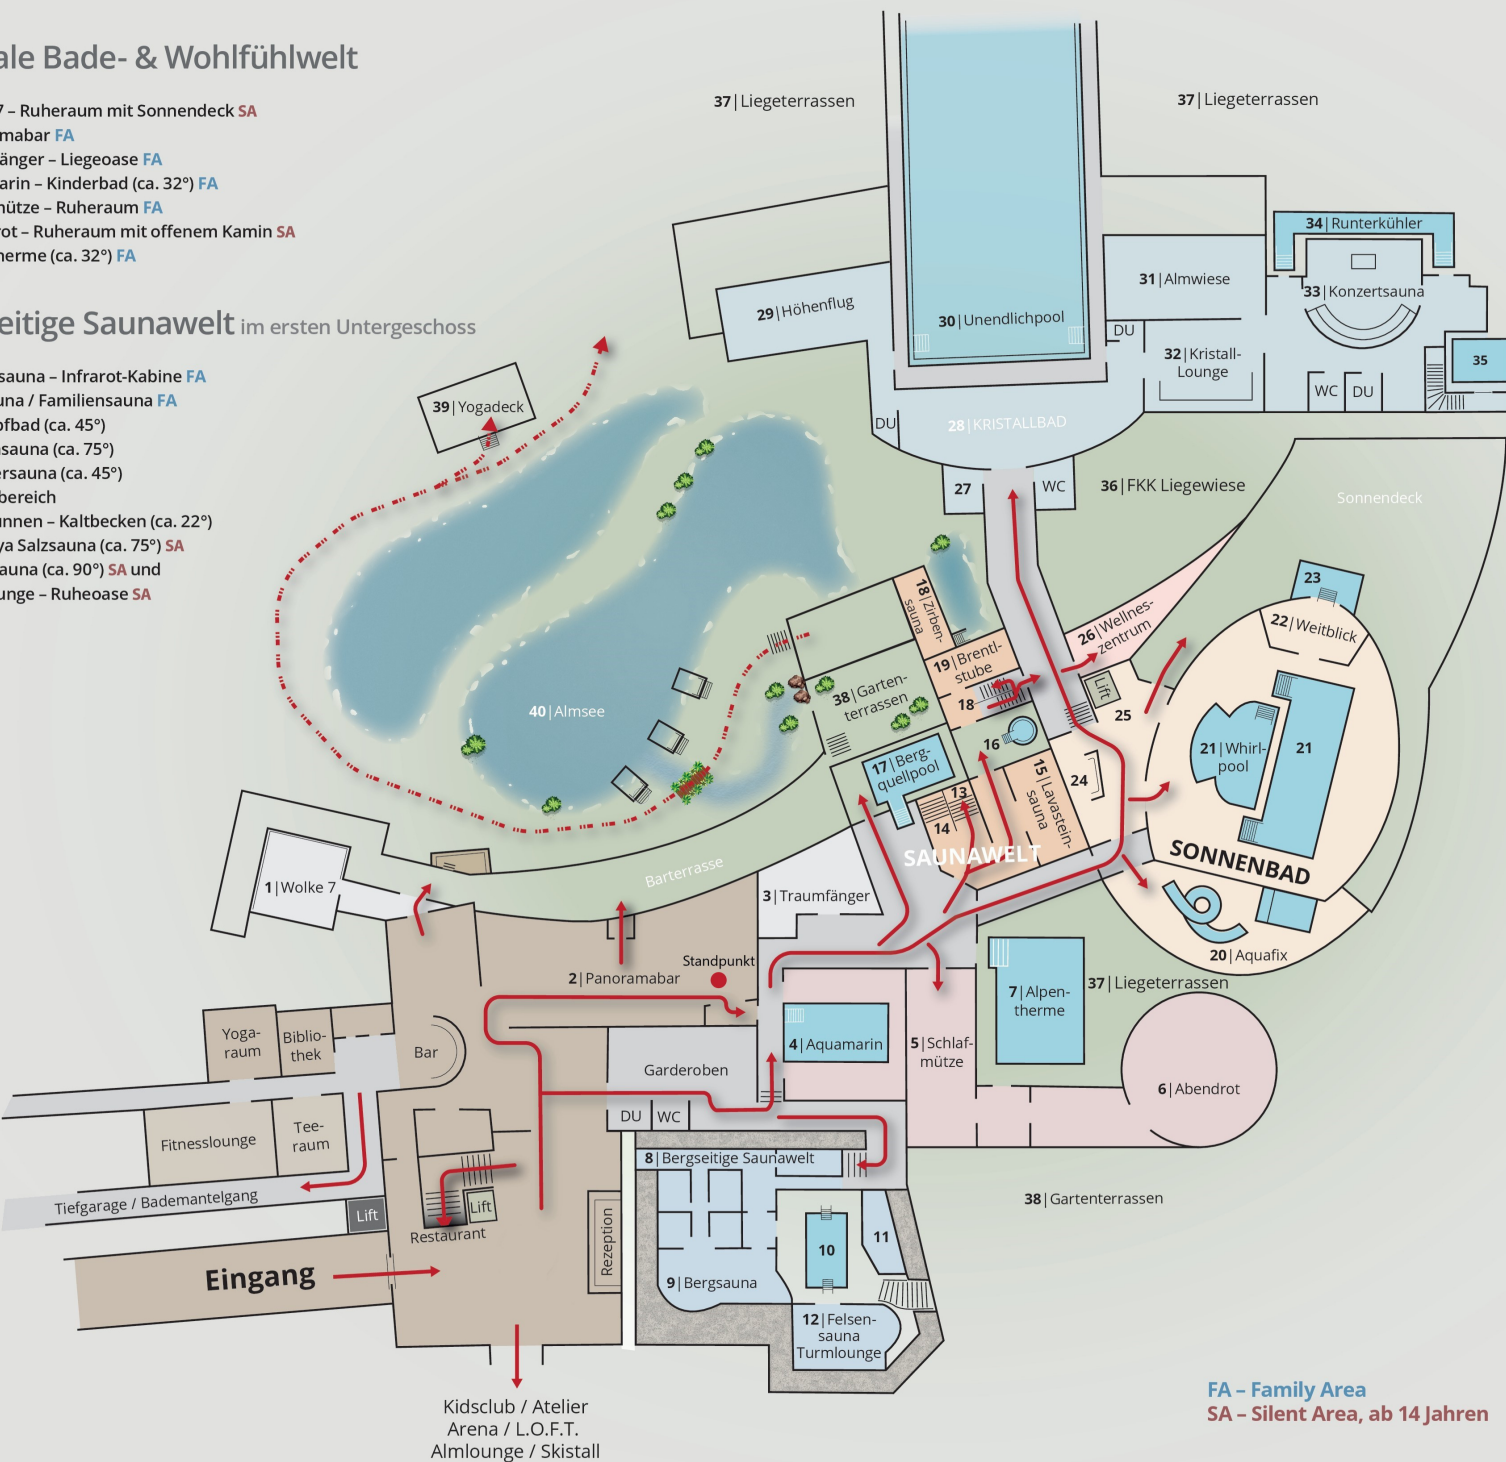 ale Bade- & Wohlfühlwelt
7 – Ruheraum mit Sonnendeck SA
mabar FA
änger – Liegeoase FA
arin – Kinderbad (ca. 32°) FA
nütze – Ruheraum FA
rot – Ruheraum mit offenem Kamin SA
herme (ca. 32°) FA
eitige Saunawelt im ersten Untergeschoss
sauna – Infrarot-Kabine FA
una / Familiensauna FA
pfbad (ca. 45°)
nsauna (ca. 75°)
ersauna (ca. 45°)
bereich
unnen – Kaltbecken (ca. 22°)
ya Salzsauna (ca. 75°) SA
auna (ca. 90°) SA und
unge – Ruheoase SA
37|Liegeterrassen
37|Liegeterrassen
34|Runterkühler
31|Almwiese
33|Konzertsauna
29|Höhenflug
30|Unendlichpool
DU
32|Kristall-
Lounge
35
WC
DU
39|Yogadeck
DU
28|KRISTALLBAD
27
WC
36|FKK Liegewiese
Sonnendeck
18|Zirben-
sauna
23
26|Wellnes-
zentrum
22|Weitblick
19|Brentl-
stube
38|Garten-
terrassen
18
Lift
25
40|Almsee
16
21|Whirl-
pool
21
17|Berg-
quellpool
15|Lavastein-
sauna
24
13
14
SAUNAWELT
SONNENBAD
Barterrasse
1|Wolke 7
3|Traumfänger
20|Aquafix
Standpunkt
2|Panoramabar
7|Alpen-
therme
37|Liegeterrassen
Yoga-
raum
Biblio-
thek
Bar
4|Aquamarin
5|Schlaf-
mütze
Garderoben
6|Abendrot
DU
WC
Fitnesslounge
Tee-
raum
8|Bergseitige Saunawelt
Tiefgarage / Bademantelgang
Lift
Lift
Restaurant
38|Gartenterrassen
Rezeption
11
10
Eingang
9|Bergsauna
12|Felsen-
sauna
Turmlounge
Kidsclub / Atelier
Arena / L.O.F.T.
Almlounge / Skistall
FA – Family Area
SA – Silent Area, ab 14 Jahren